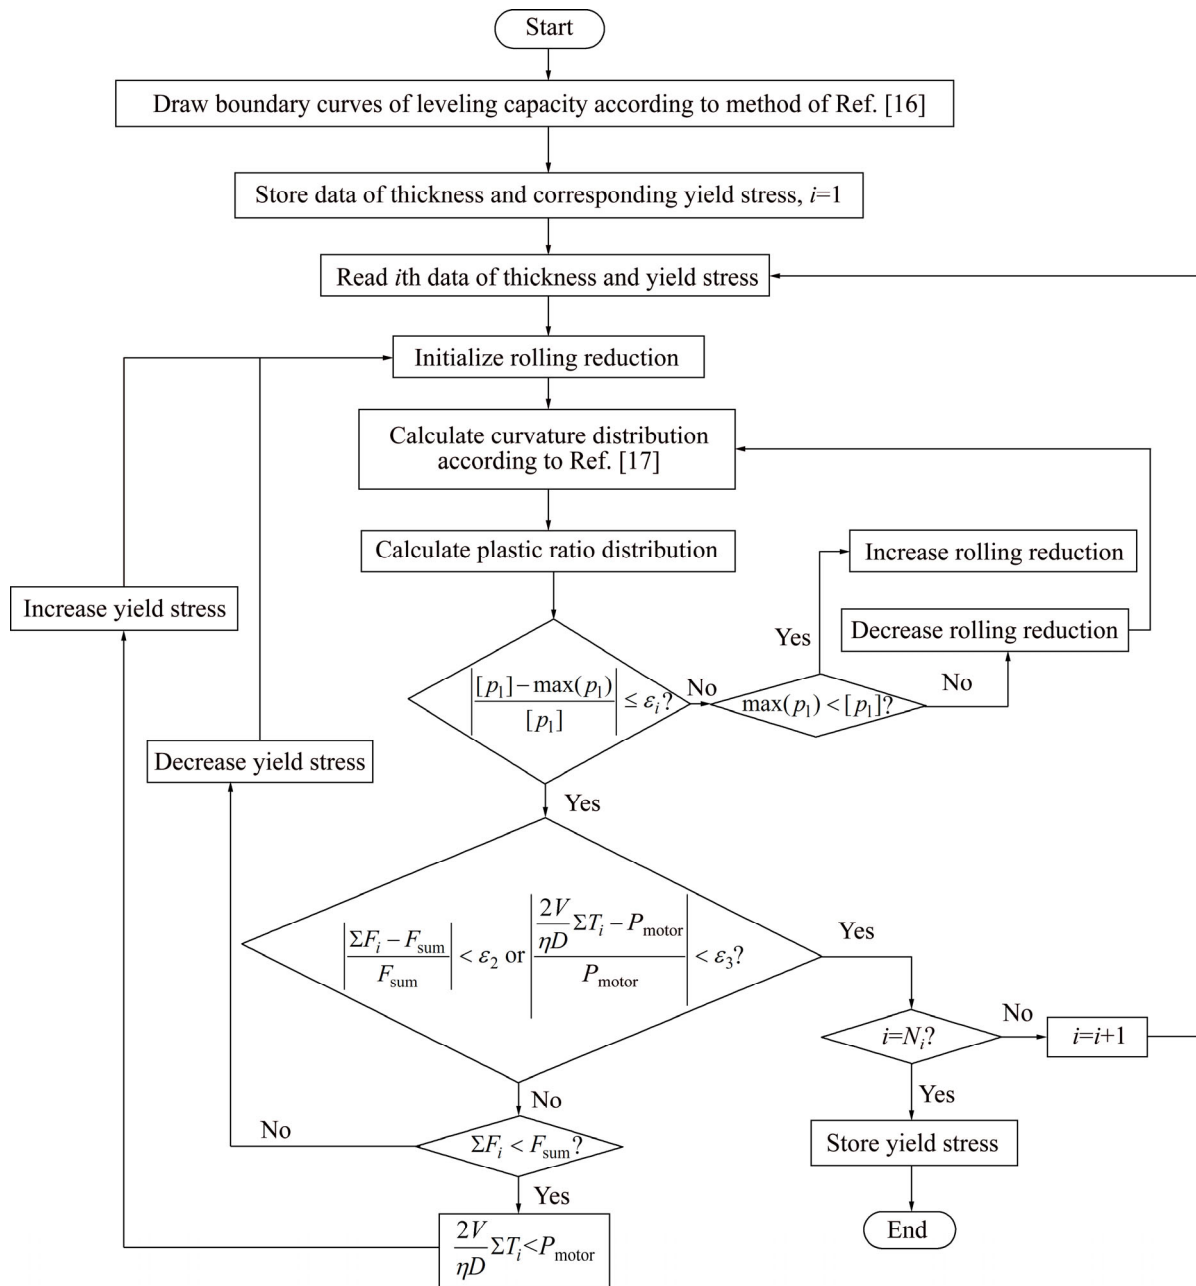 Start
Draw boundary curves of leveling capacity according to method of Ref. [16]
Store data of thickness and corresponding yield stress, i=1
Read ith data of thickness and yield stress
Initialize rolling reduction
Calculate curvature distribution
according to Ref. [17]
Calculate plastic ratio distribution
Increase rolling reduction
Increase yield stress
Yes
Decrease rolling reduction
|([p₁]−max(p₁))/[p₁]| ≤ εᵢ?
No
max(p₁) < [p₁]?
No
Decrease yield stress
Yes
|(ΣFᵢ − Fsum)/Fsum| < ε₂ or |((2V/ηD)ΣTᵢ − Pmotor)/Pmotor| < ε₃?
Yes
i=Nᵢ?
No
i=i+1
No
Yes
No
ΣFᵢ < Fsum?
Store yield stress
Yes
(2V/ηD)ΣTᵢ<Pmotor
End